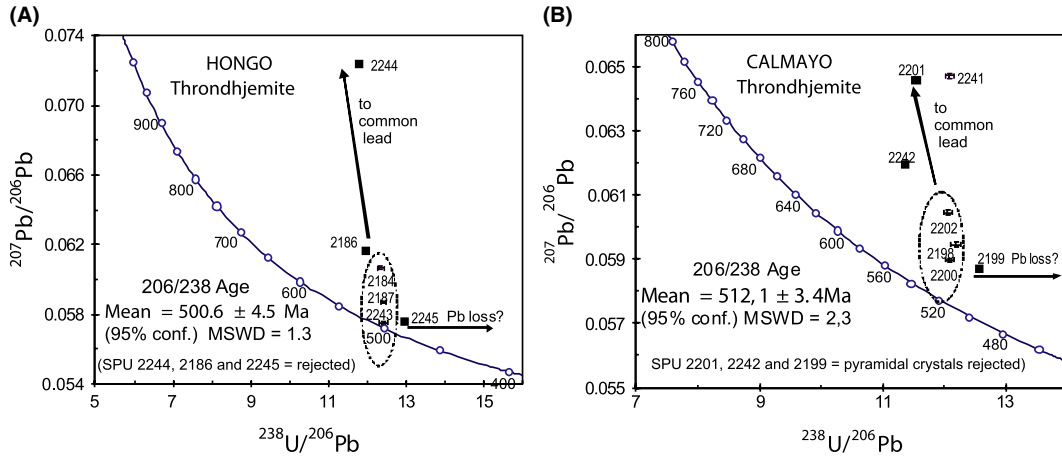 (A)
0.074
0.070
0.066
0.062
0.058
0.054
207Pb/206Pb
HONGO
Throndhjemite
2244
to
common
lead
900
800
700
600
500
400
2186
2184
2187
2243
2245
Pb loss?
206/238 Age
Mean = 500.6 ± 4.5 Ma
(95% conf.) MSWD = 1.3
(SPU 2244, 2186 and 2245 = rejected)
5 7 9 11 13 15
238U/206Pb
(B)
0.065
0.063
0.061
0.059
0.057
0.055
207Pb/ 206Pb
CALMAYO
Throndhjemite
800
760
720
680
640
600
560
520
480
2201
2241
to
common
lead
2242
2202
2198
2200
2199 Pb loss?
206/238 Age
Mean = 512,1 ± 3.4Ma
(95% conf.) MSWD = 2,3
SPU 2201, 2242 and 2199 = pyramidal crystals rejected)
7 9 11 13
238U/206Pb